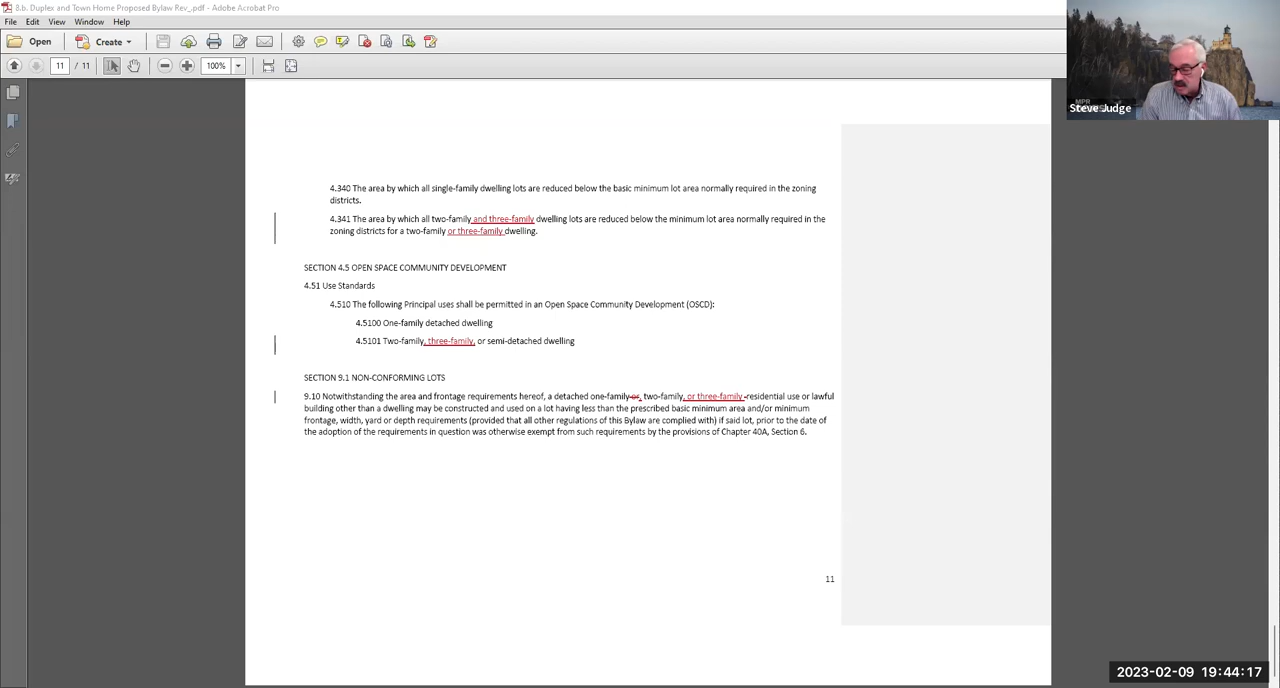 8.b. Duplex and Town Home Proposed Bylaw Rev_.pdf - Adobe Acrobat Pro
File Edit View Window Help
Open Create
11 / 11 100%
MPR
Steve Judge
4.340 The area by which all single-family dwelling lots are reduced below the basic minimum lot area normally required in the zoning
districts.
4.341 The area by which all two-family and three-family dwelling lots are reduced below the minimum lot area normally required in the
zoning districts for a two-family or three-family dwelling.
SECTION 4.5 OPEN SPACE COMMUNITY DEVELOPMENT
4.51 Use Standards
4.510 The following Principal uses shall be permitted in an Open Space Community Development (OSCD):
4.5100 One-family detached dwelling
4.5101 Two-family, three-family, or semi-detached dwelling
SECTION 9.1 NON-CONFORMING LOTS
9.10 Notwithstanding the area and frontage requirements hereof, a detached one-family or, two-family, or three-family -residential use or lawful
building other than a dwelling may be constructed and used on a lot having less than the prescribed basic minimum area and/or minimum
frontage, width, yard or depth requirements (provided that all other regulations of this Bylaw are complied with) if said lot, prior to the date of
the adoption of the requirements in question was otherwise exempt from such requirements by the provisions of Chapter 40A, Section 6.
11
2023-02-09 19:44:17